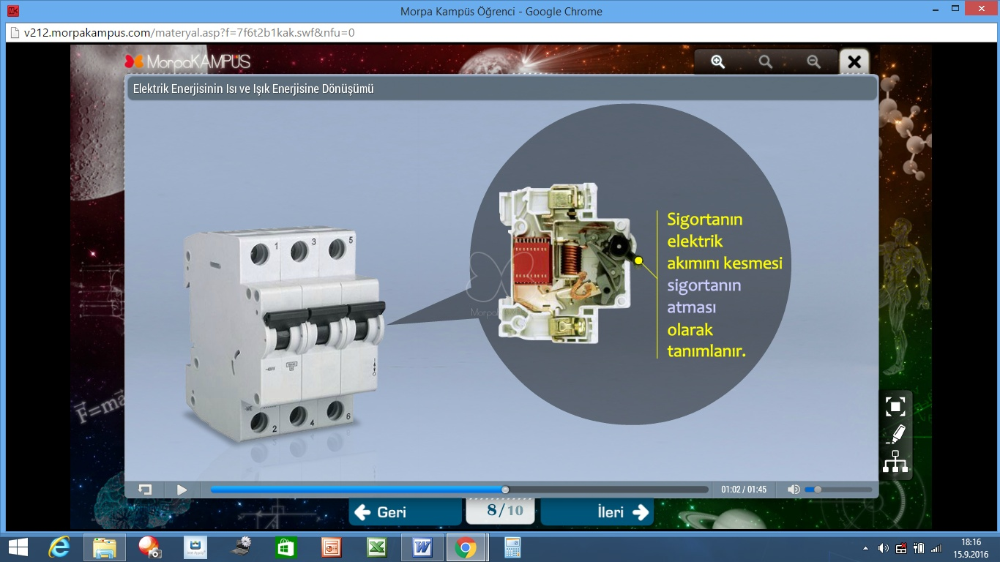 Morpa Kampüs Öğrenci - Google Chrome
v212.morpakampus.com/materyal.asp?f=7f6t2b1kak.swf&nfu=0
MorpaKAMPÜS
Elektrik Enerjisinin Isı ve Işık Enerjisine Dönüşümü
1 3 5
Sigortanın
elektrik
akımını kesmesi
sigortanın
atması
olarak
tanımlanır.
~400V
2 4 6
F=ma
01:02 / 01:45
Geri
8/10
İleri
18:16
15.9.2016